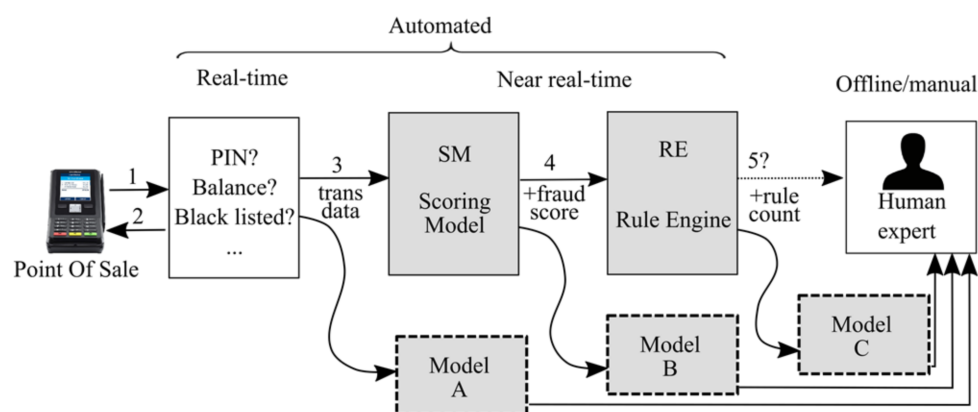 Automated
Real-time
Near real-time
Offline/manual
1
2
Point Of Sale
PIN?
Balance?
Black listed?
...
3
trans
data
SM
Scoring
Model
4
+fraud
score
RE
Rule Engine
5?
+rule
count
Human
expert
Model
A
Model
B
Model
C